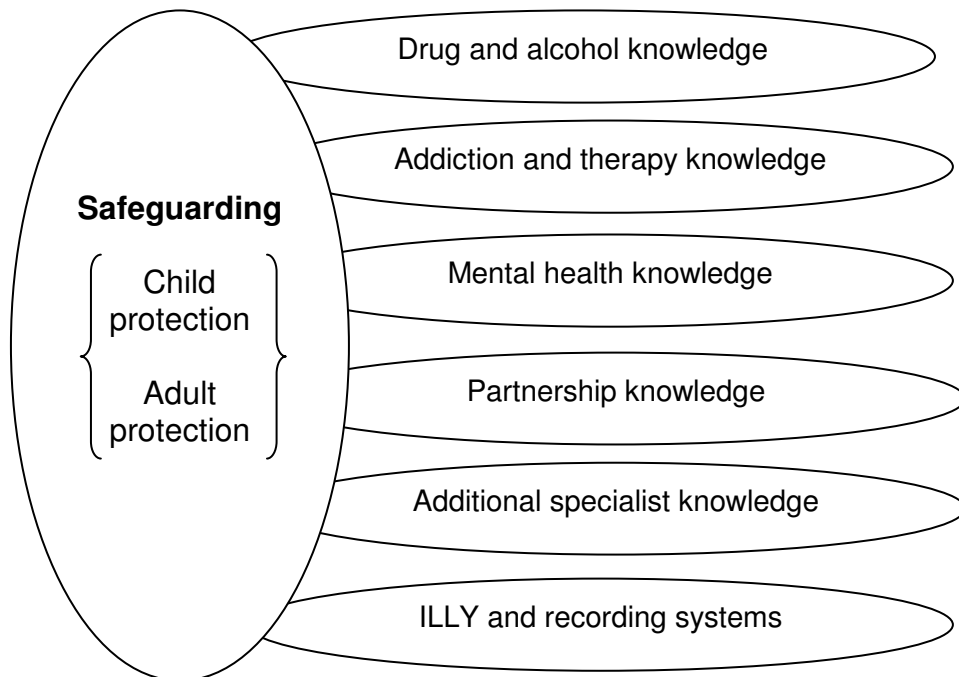 Drug and alcohol knowledge
Addiction and therapy knowledge
Safeguarding
Child
protection
Adult
protection
Mental health knowledge
Partnership knowledge
Additional specialist knowledge
ILLY and recording systems